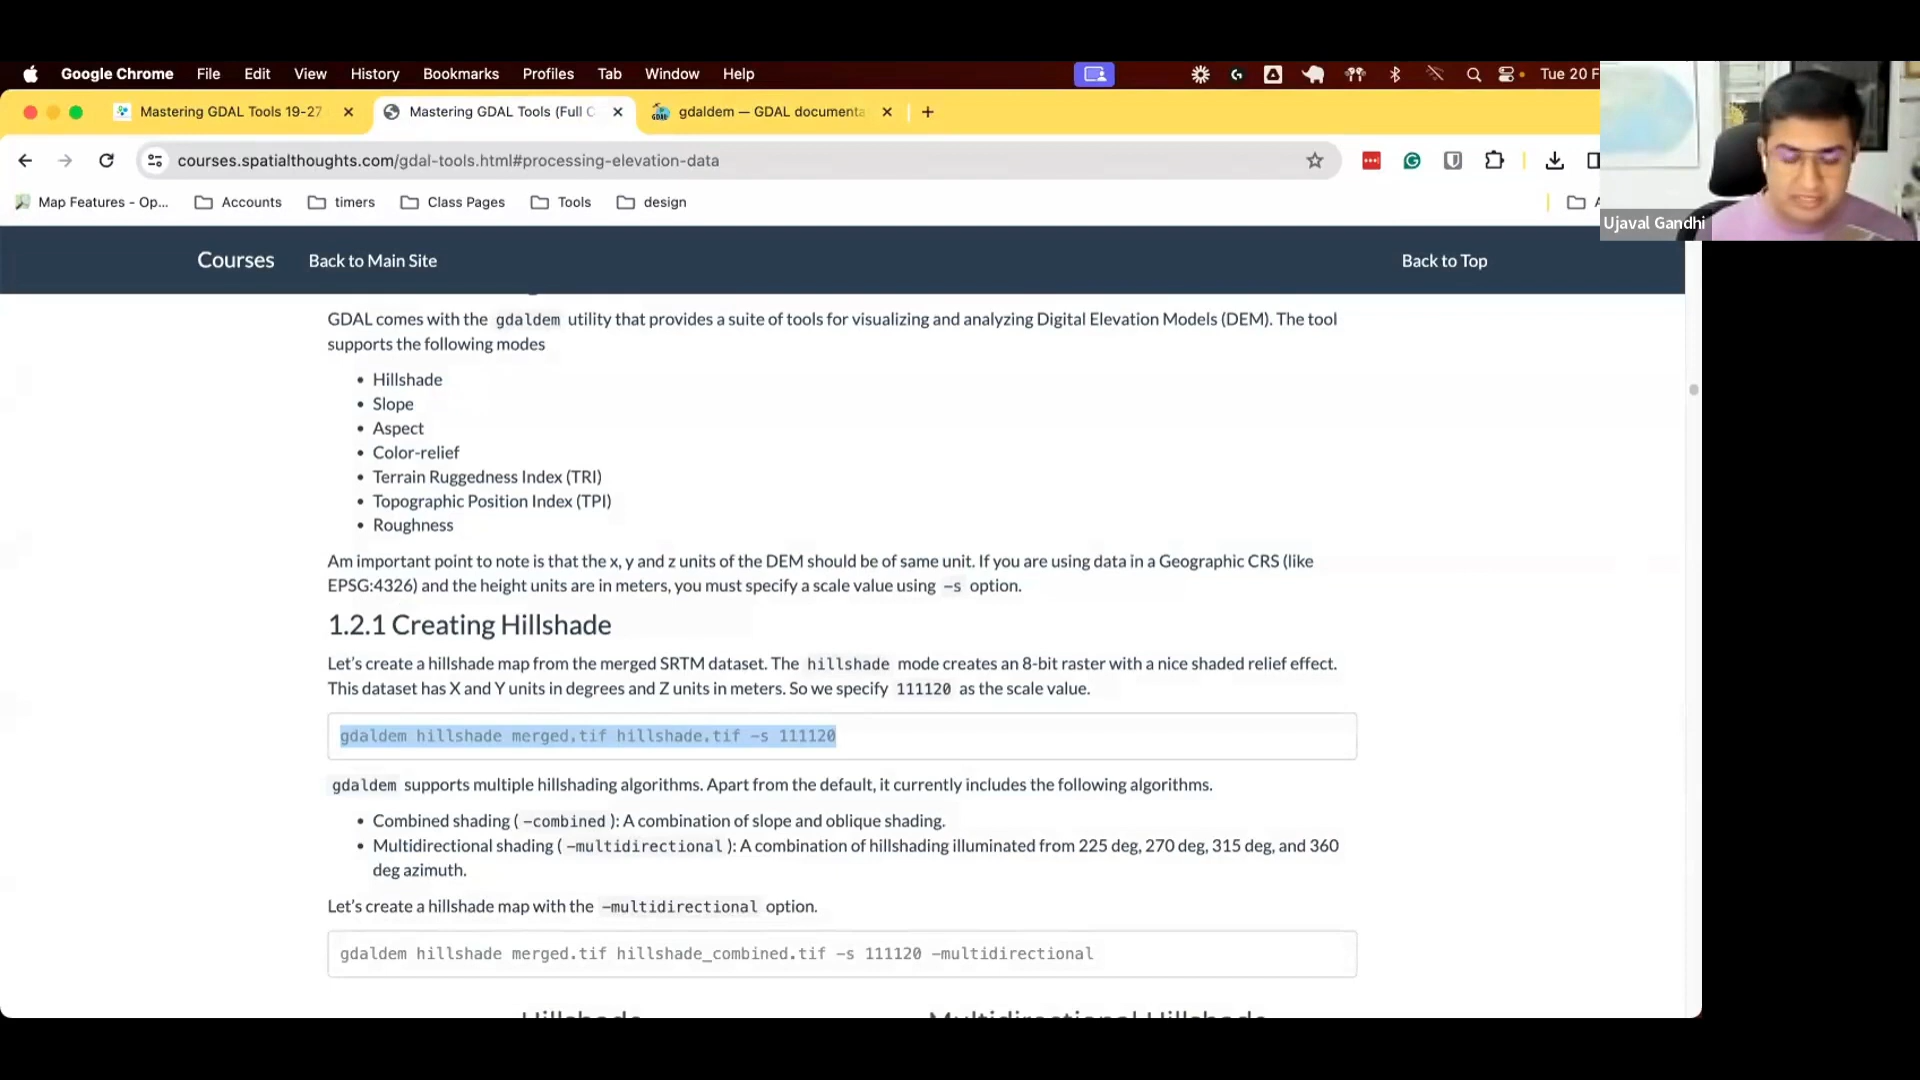 Google Chrome File Edit View History Bookmarks Profiles Tab Window Help Tue 20 F
Mastering GDAL Tools 19-27
Mastering GDAL Tools (Full C
gdaldem — GDAL documenta
courses.spatialthoughts.com/gdal-tools.html#processing-elevation-data
Map Features - Op...
Accounts
timers
Class Pages
Tools
design
Ujaval Gandhi
Courses
Back to Main Site
Back to Top
GDAL comes with the gdaldem utility that provides a suite of tools for visualizing and analyzing Digital Elevation Models (DEM). The tool
supports the following modes
• Hillshade
• Slope
• Aspect
• Color-relief
• Terrain Ruggedness Index (TRI)
• Topographic Position Index (TPI)
• Roughness
Am important point to note is that the x, y and z units of the DEM should be of same unit. If you are using data in a Geographic CRS (like
EPSG:4326) and the height units are in meters, you must specify a scale value using -s option.
1.2.1 Creating Hillshade
Let's create a hillshade map from the merged SRTM dataset. The hillshade mode creates an 8-bit raster with a nice shaded relief effect.
This dataset has X and Y units in degrees and Z units in meters. So we specify 111120 as the scale value.
gdaldem hillshade merged.tif hillshade.tif -s 111120
gdaldem supports multiple hillshading algorithms. Apart from the default, it currently includes the following algorithms.
• Combined shading ( -combined ): A combination of slope and oblique shading.
• Multidirectional shading ( -multidirectional ): A combination of hillshading illuminated from 225 deg, 270 deg, 315 deg, and 360
deg azimuth.
Let's create a hillshade map with the -multidirectional option.
gdaldem hillshade merged.tif hillshade_combined.tif -s 111120 -multidirectional
Hillshade
Multidirectional Hillshade